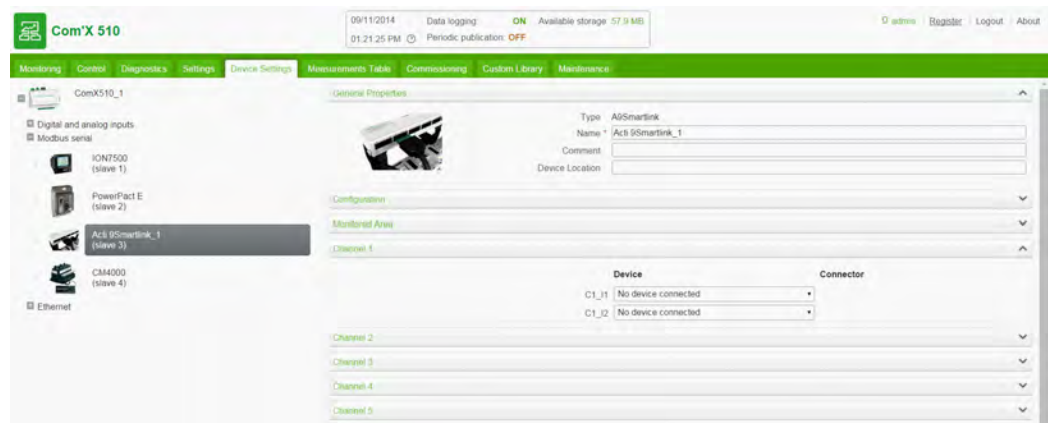 Com'X 510
09/11/2014
01:21:25 PM
Data logging: ON Available storage 57.9 MB
Periodic publication: OFF
admin Register Logout About
Monitoring Control Diagnostics Settings Device Settings Measurements Table Commissioning Custom Library Maintenance
ComX510_1
Digital and analog inputs
Modbus serial
ION7500
(slave 1)
PowerPact E
(slave 2)
Acti 9Smartlink_1
(slave 3)
CM4000
(slave 4)
Ethernet
General Properties
Type A9Smartlink
Name * Acti 9Smartlink_1
Comment
Device Location
Configuration
Monitored Area
Channel 1
Device Connector
C1_I1 No device connected
C1_I2 No device connected
Channel 2
Channel 3
Channel 4
Channel 5